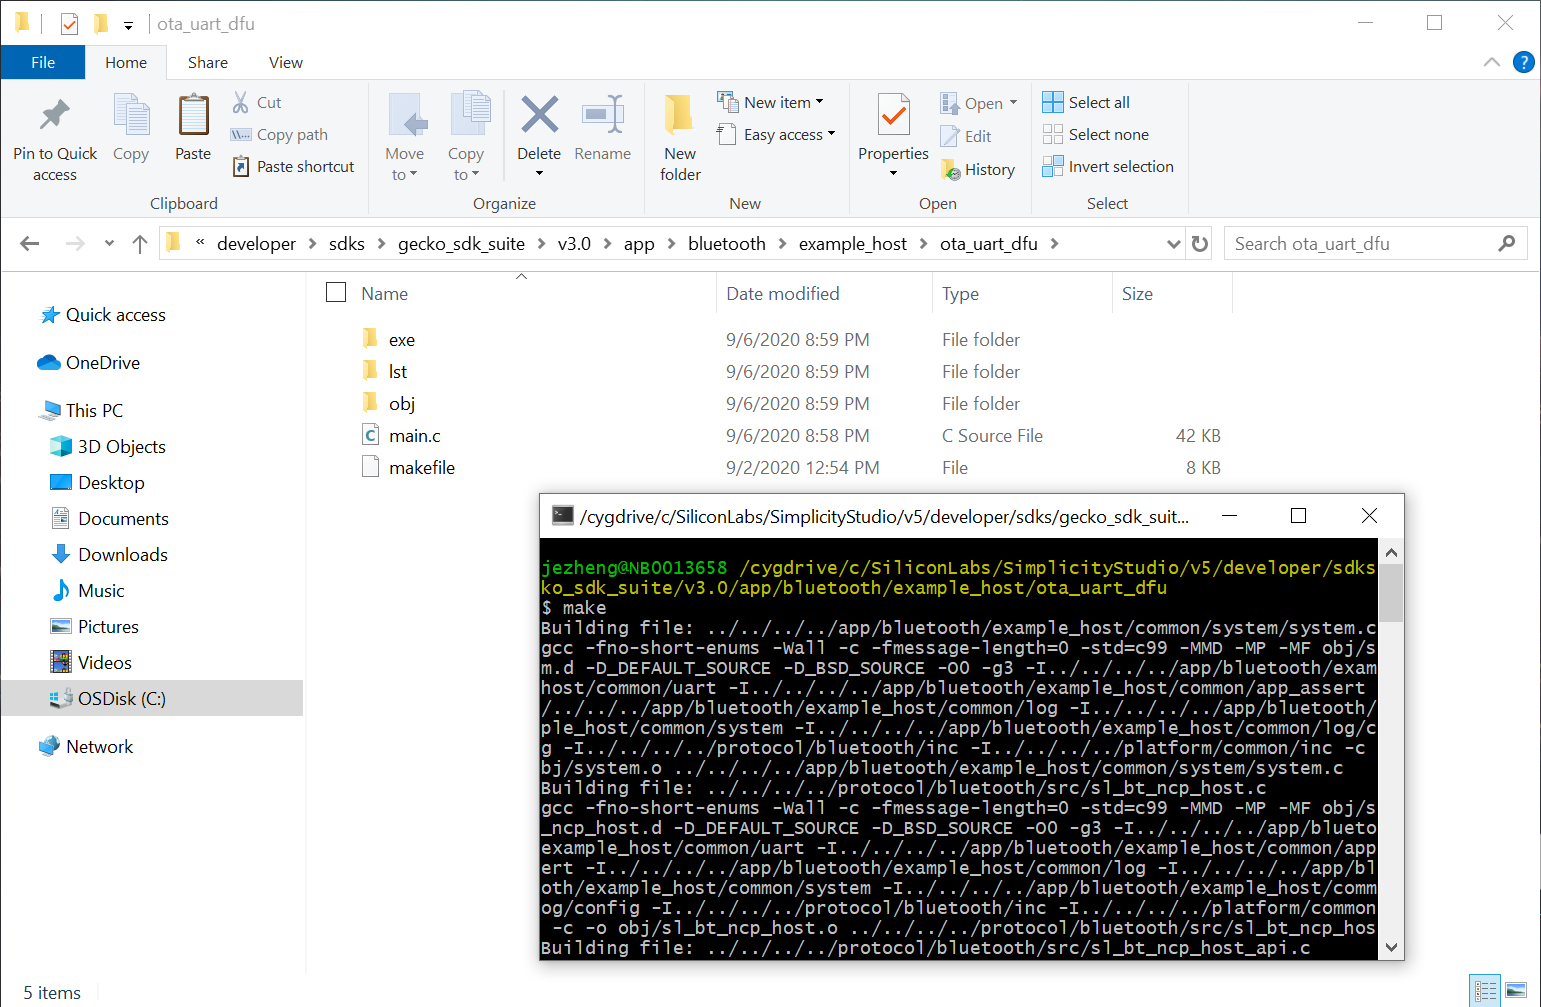 ota_uart_dfu
File
Home
Share
View
Pin to Quick access
Copy
Paste
Cut
Copy path
Paste shortcut
Clipboard
Move to
Copy to
Delete
Rename
Organize
New folder
New item
Easy access
New
Properties
Open
Edit
History
Open
Select all
Select none
Invert selection
Select
« developer > sdks > gecko_sdk_suite > v3.0 > app > bluetooth > example_host > ota_uart_dfu >
Search ota_uart_dfu
Quick access
OneDrive
This PC
3D Objects
Desktop
Documents
Downloads
Music
Pictures
Videos
OSDisk (C:)
Network
Name Date modified Type Size
exe 9/6/2020 8:59 PM File folder
lst 9/6/2020 8:59 PM File folder
obj 9/6/2020 8:59 PM File folder
main.c 9/6/2020 8:58 PM C Source File 42 KB
makefile 9/2/2020 12:54 PM File 8 KB
/cygdrive/c/SiliconLabs/SimplicityStudio/v5/developer/sdks/gecko_sdk_suit...
jezheng@NB0013658 /cygdrive/c/SiliconLabs/SimplicityStudio/v5/developer/sdks
ko_sdk_suite/v3.0/app/bluetooth/example_host/ota_uart_dfu
$ make
Building file: ../../../../app/bluetooth/example_host/common/system/system.c
gcc -fno-short-enums -Wall -c -fmessage-length=0 -std=c99 -MMD -MP -MF obj/s
m.d -D_DEFAULT_SOURCE -D_BSD_SOURCE -O0 -g3 -I../../../../app/bluetooth/exam
host/common/uart -I../../../../app/bluetooth/example_host/common/app_assert
/../../../app/bluetooth/example_host/common/log -I../../../../app/bluetooth/
ple_host/common/system -I../../../../app/bluetooth/example_host/common/log/c
g -I../../../../protocol/bluetooth/inc -I../../../../platform/common/inc -c
bj/system.o ../../../../app/bluetooth/example_host/common/system/system.c
Building file: ../../../../protocol/bluetooth/src/sl_bt_ncp_host.c
gcc -fno-short-enums -Wall -c -fmessage-length=0 -std=c99 -MMD -MP -MF obj/s
_ncp_host.d -D_DEFAULT_SOURCE -D_BSD_SOURCE -O0 -g3 -I../../../../app/blueto
example_host/common/uart -I../../../../app/bluetooth/example_host/common/app
ert -I../../../../app/bluetooth/example_host/common/log -I../../../../app/bl
oth/example_host/common/system -I../../../../app/bluetooth/example_host/comm
og/config -I../../../../protocol/bluetooth/inc -I../../../../platform/common
-c -o obj/sl_bt_ncp_host.o ../../../../protocol/bluetooth/src/sl_bt_ncp_hos
Building file: ../../../../protocol/bluetooth/src/sl_bt_ncp_host_api.c
5 items